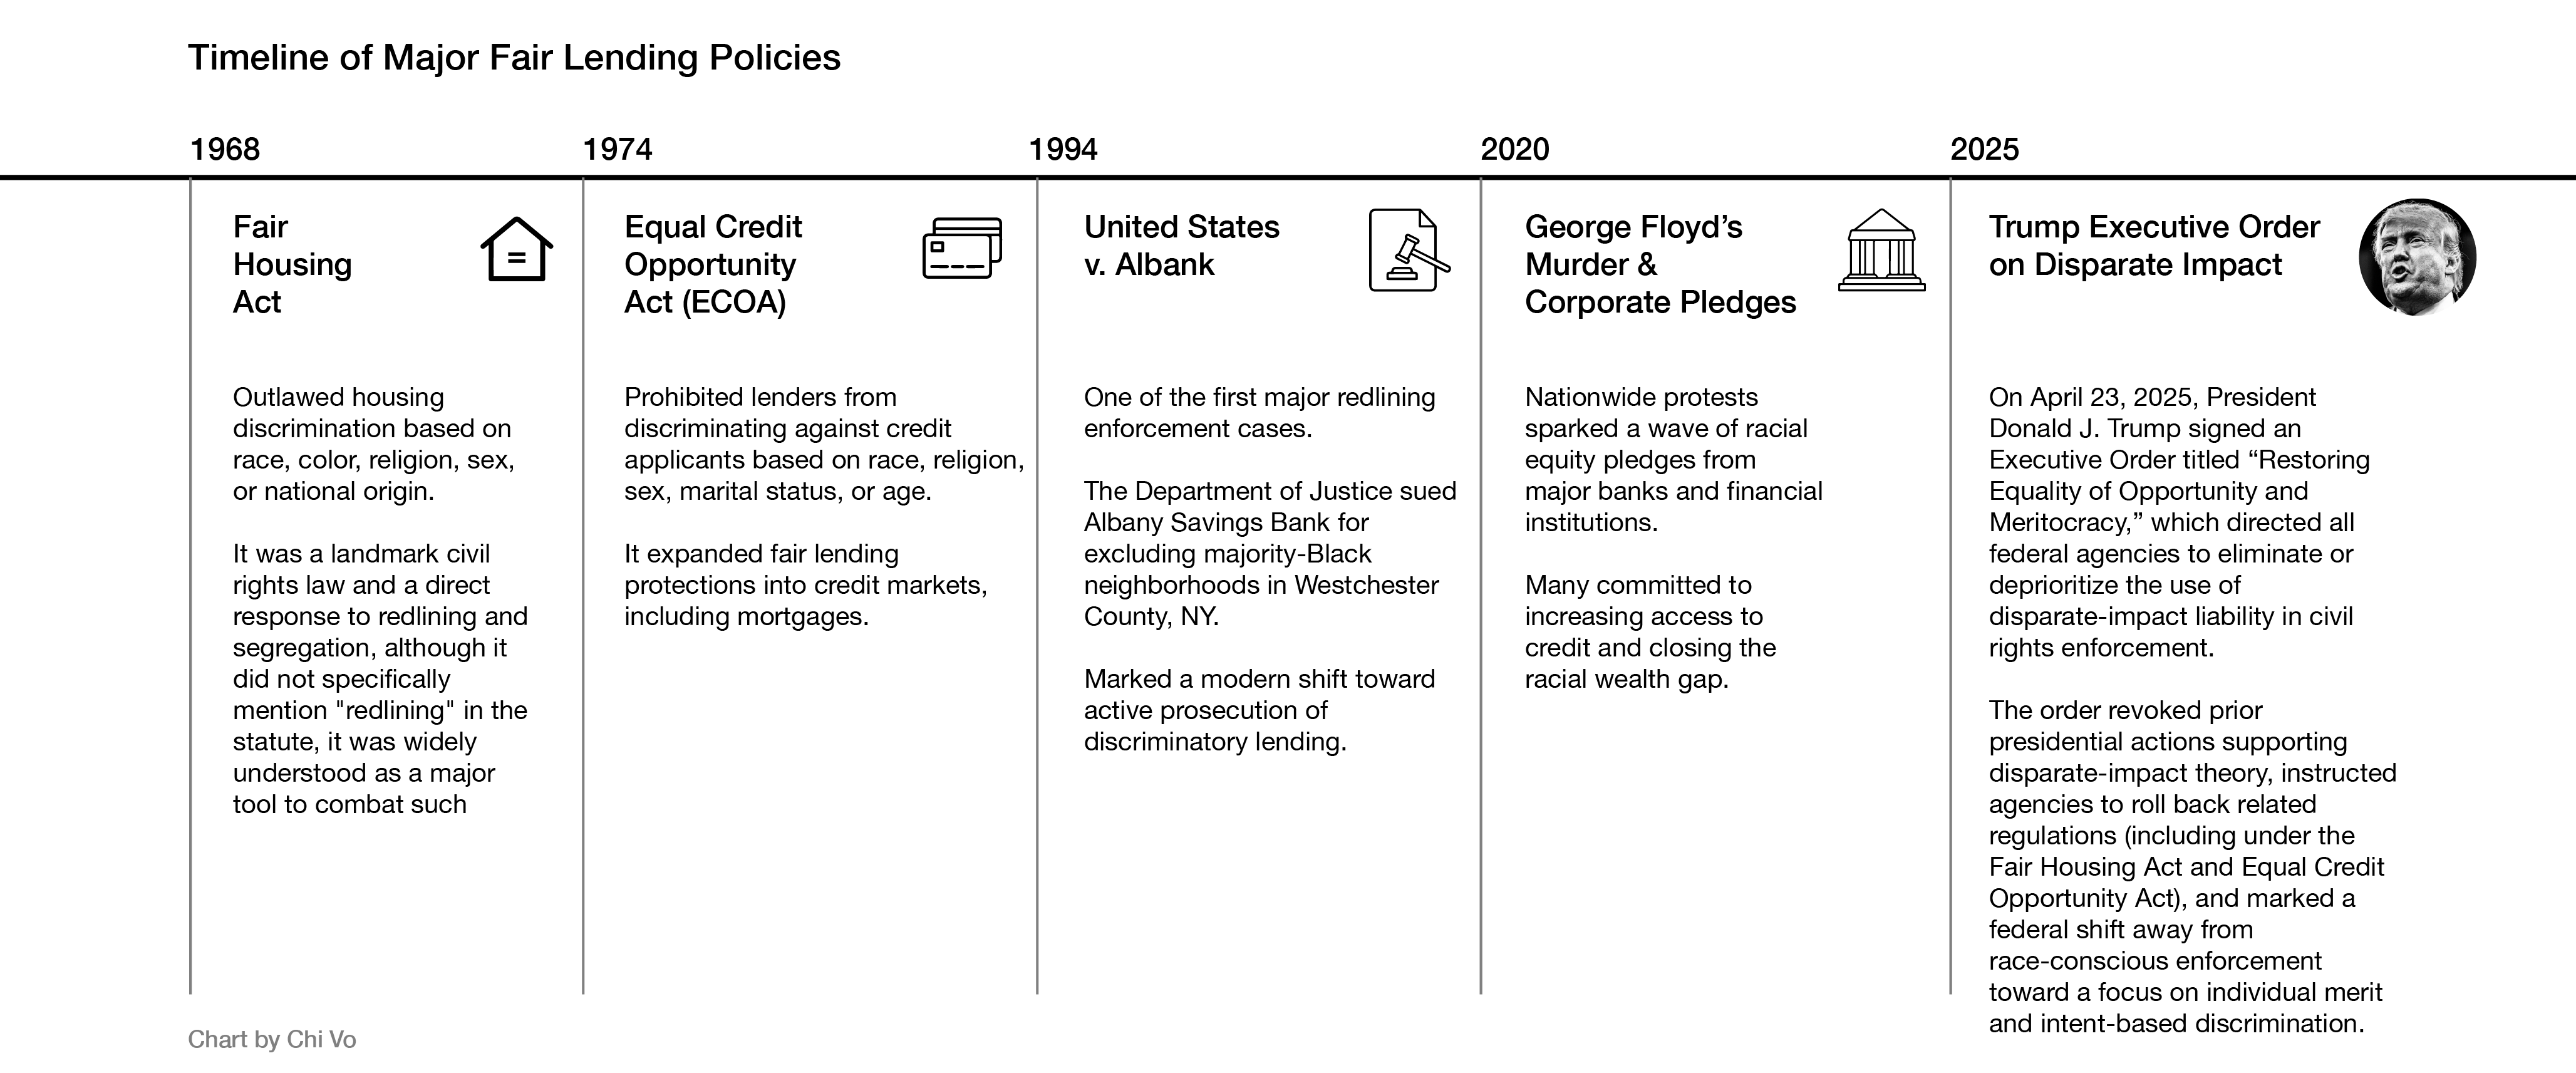 Timeline of Major Fair Lending Policies
1968
Fair
Housing
Act
Outlawed housing
discrimination based on
race, color, religion, sex,
or national origin.
It was a landmark civil
rights law and a direct
response to redlining and
segregation, although it
did not specifically
mention "redlining" in the
statute, it was widely
understood as a major
tool to combat such
1974
Equal Credit
Opportunity
Act (ECOA)
Prohibited lenders from
discriminating against credit
applicants based on race, religion,
sex, marital status, or age.
It expanded fair lending
protections into credit markets,
including mortgages.
1994
United States
v. Albank
One of the first major redlining
enforcement cases.
The Department of Justice sued
Albany Savings Bank for
excluding majority-Black
neighborhoods in Westchester
County, NY.
Marked a modern shift toward
active prosecution of
discriminatory lending.
2020
George Floyd’s
Murder &
Corporate Pledges
Nationwide protests
sparked a wave of racial
equity pledges from
major banks and financial
institutions.
Many committed to
increasing access to
credit and closing the
racial wealth gap.
2025
Trump Executive Order
on Disparate Impact
On April 23, 2025, President
Donald J. Trump signed an
Executive Order titled “Restoring
Equality of Opportunity and
Meritocracy,” which directed all
federal agencies to eliminate or
deprioritize the use of
disparate-impact liability in civil
rights enforcement.
The order revoked prior
presidential actions supporting
disparate-impact theory, instructed
agencies to roll back related
regulations (including under the
Fair Housing Act and Equal Credit
Opportunity Act), and marked a
federal shift away from
race-conscious enforcement
toward a focus on individual merit
and intent-based discrimination.
Chart by Chi Vo